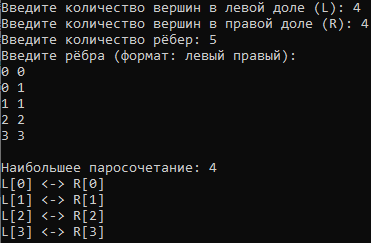 Введите количество вершин в левой доле (L): 4
Введите количество вершин в правой доле (R): 4
Введите количество рёбер: 5
Введите рёбра (формат: левый правый):
0 0
0 1
1 1
2 2
3 3
Наибольшее паросочетание: 4
L[0] <-> R[0]
L[1] <-> R[1]
L[2] <-> R[2]
L[3] <-> R[3]